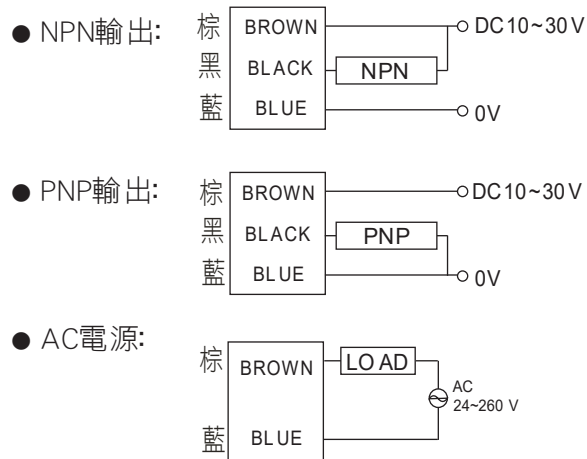 ● NPN輸出: 棕 BROWN DC10~30V
黑 BLACK NPN
藍 BLUE 0V
● PNP輸出: 棕 BROWN DC10~30V
黑 BLACK PNP
藍 BLUE 0V
● AC電源:
棕 BROWN LOAD
AC
24~260 V
藍 BLUE